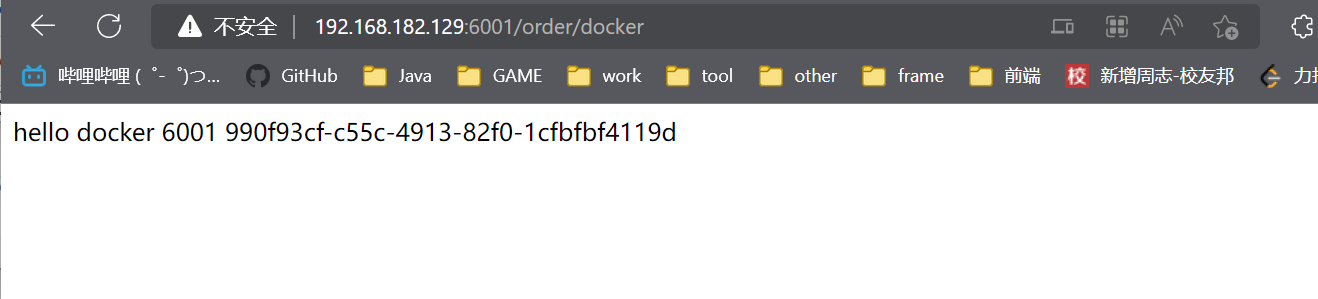 不安全 192.168.182.129:6001/order/docker
哔哩哔哩 ( ゜- ゜)つ... GitHub Java GAME work tool other frame 前端 校 新增周志-校友邦
hello docker 6001 990f93cf-c55c-4913-82f0-1cfbfbf4119d